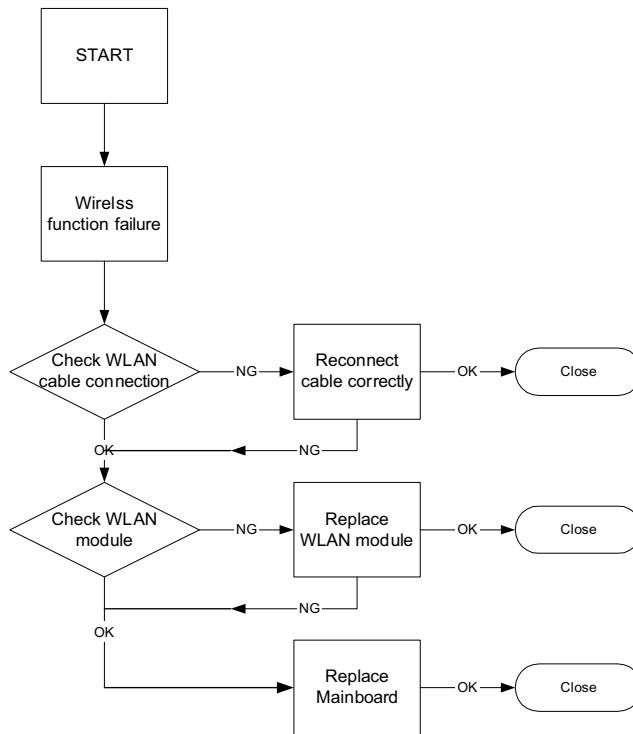 START
Wirelss
function failure
Check WLAN
cable connection
NG
Reconnect
cable correctly
OK
Close
OK
NG
Check WLAN
module
NG
Replace
WLAN module
OK
Close
NG
OK
Replace
Mainboard
OK
Close